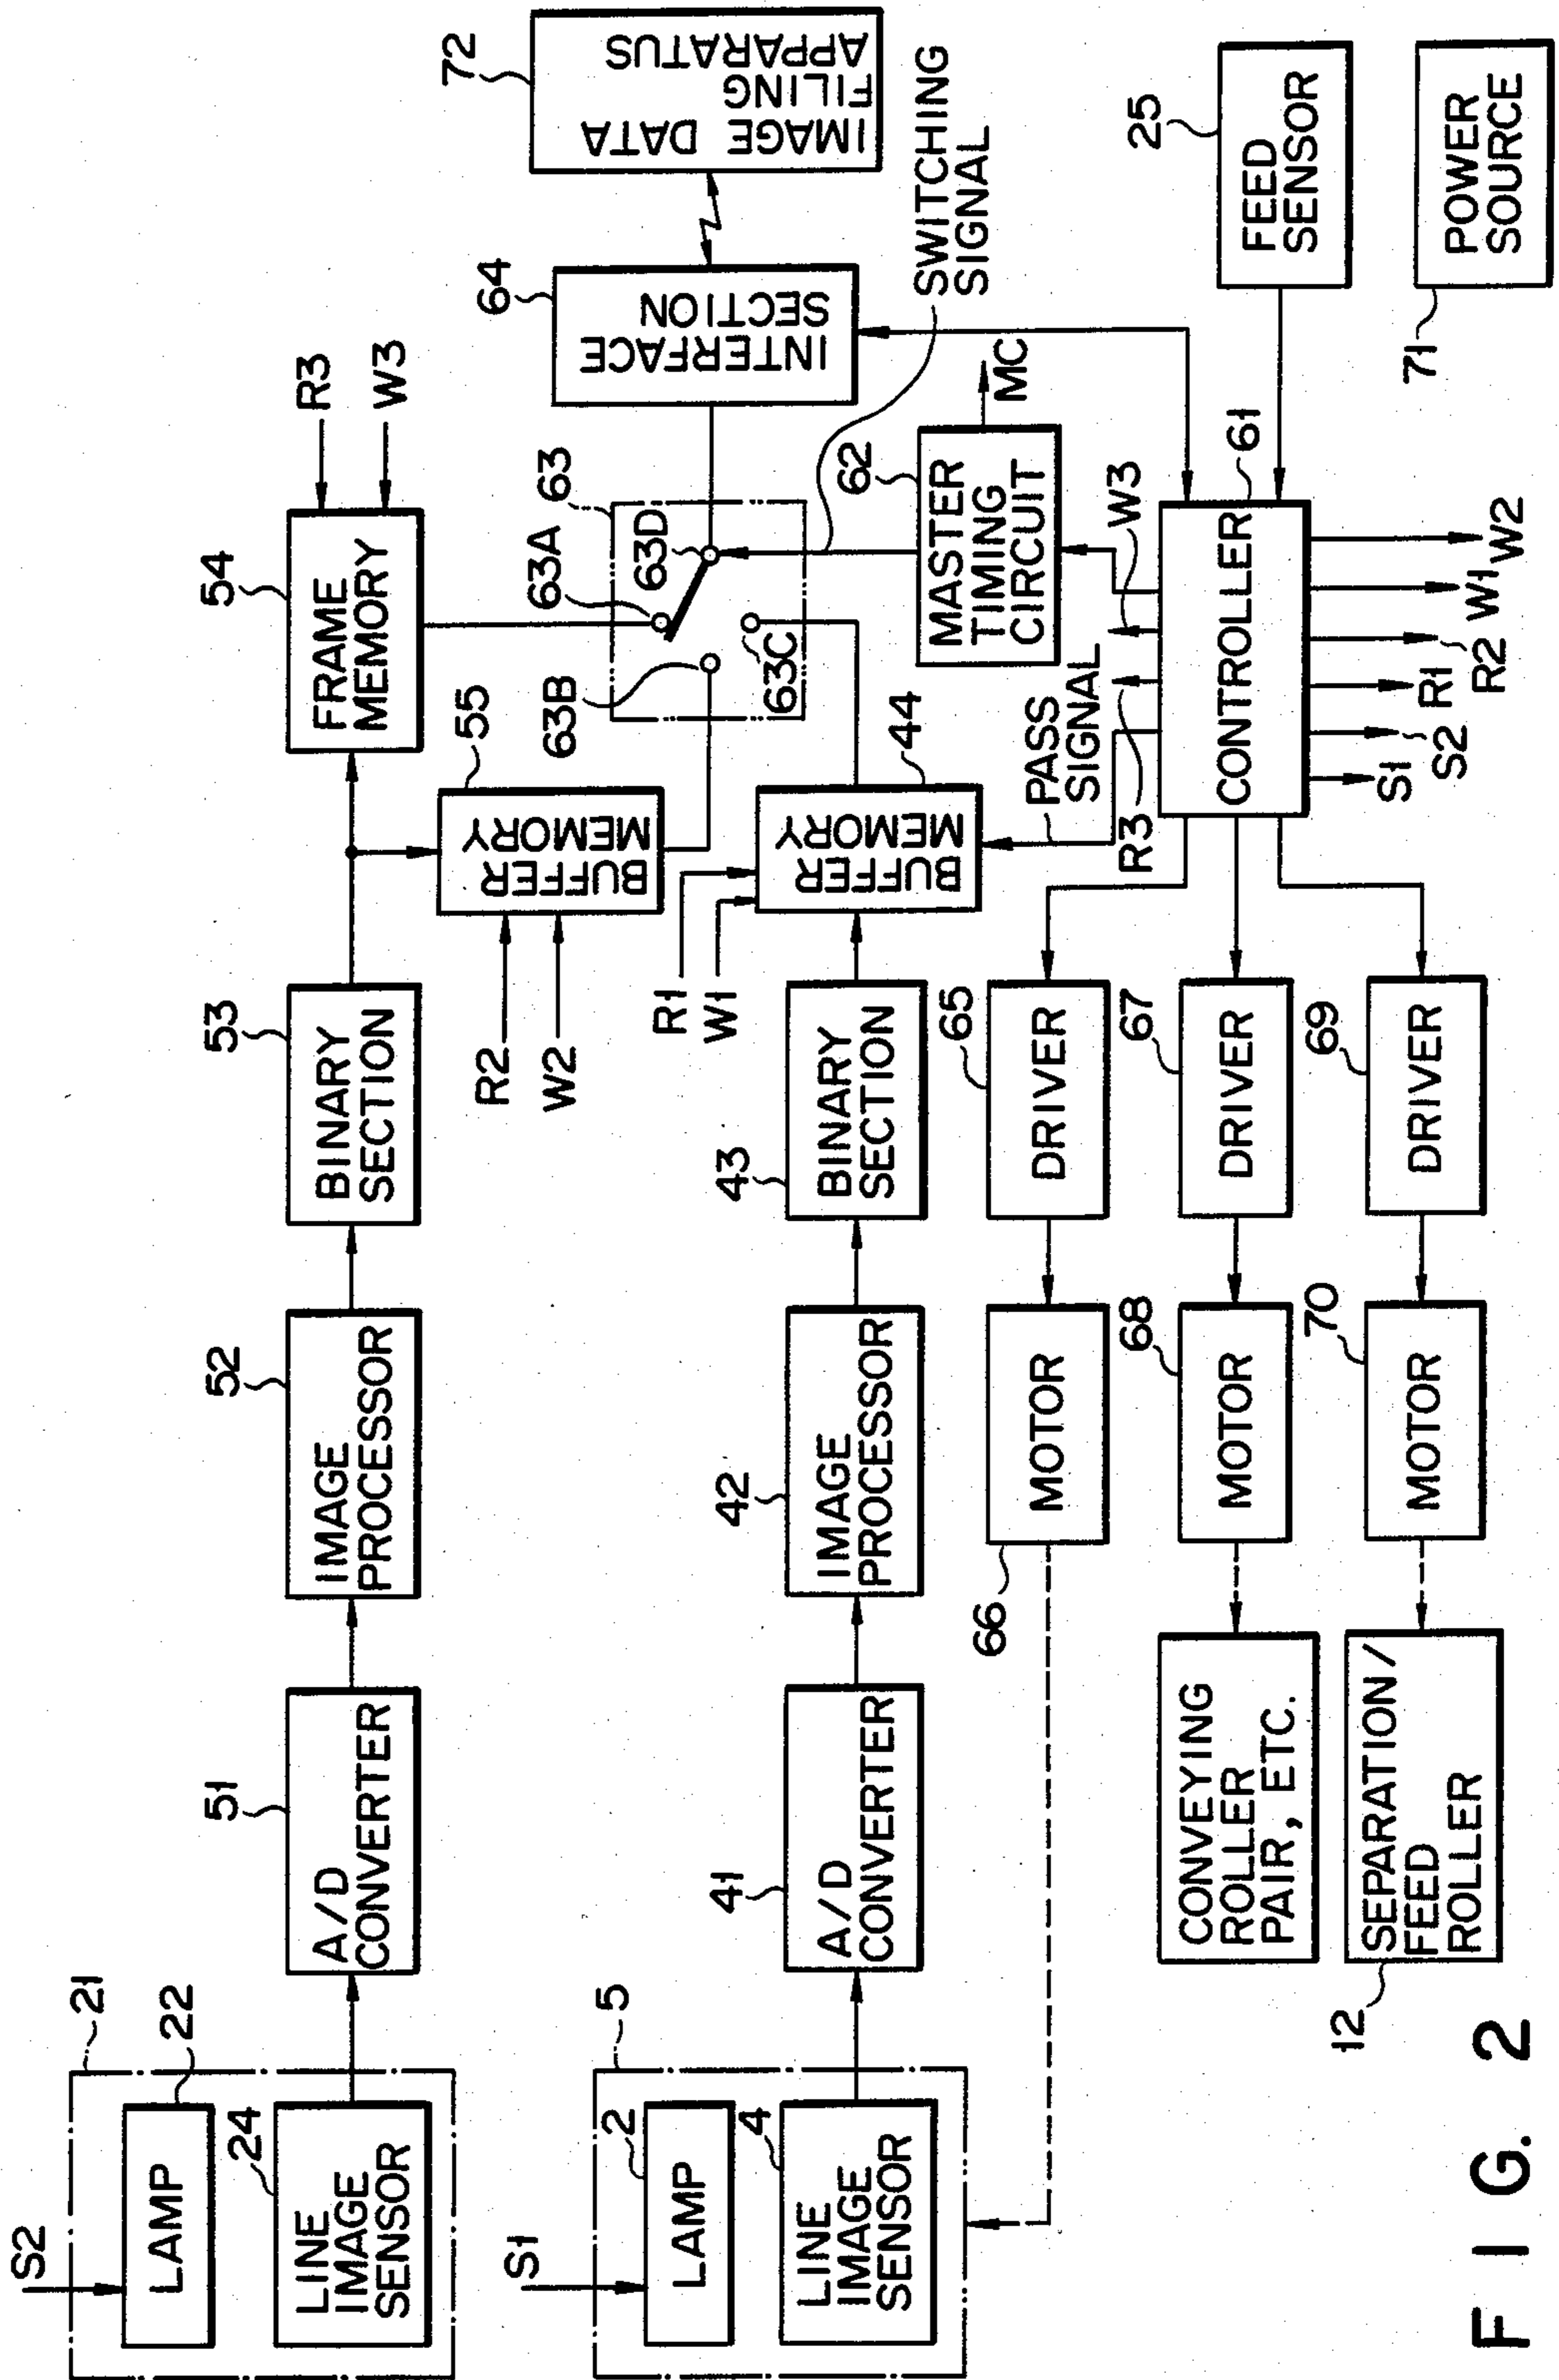 S2
21
LAMP
22
24
LINE
IMAGE
SENSOR
51
A/D
CONVERTER
52
IMAGE
PROCESSOR
53
BINARY
SECTION
54
FRAME
MEMORY
R3
W3
R2
W2
55
BUFFER
MEMORY
63
63A
63B
63C
63D
64
INTERFACE
SECTION
72
IMAGE DATA
FILING
APPARATUS
S1
5
LAMP
2
4
LINE
IMAGE
SENSOR
41
A/D
CONVERTER
42
IMAGE
PROCESSOR
43
BINARY
SECTION
R1
W1
44
BUFFER
MEMORY
62
MASTER
TIMING
CIRCUIT
SWITCHING
SIGNAL
MC
66
MOTOR
65
DRIVER
PASS
SIGNAL
R3
W3
61
CONTROLLER
25
FEED
SENSOR
CONVEYING
ROLLER
PAIR, ETC.
68
MOTOR
67
DRIVER
S1
S2
R1
R2
W1
W2
12
SEPARATION/
FEED
ROLLER
70
MOTOR
69
DRIVER
71
POWER
SOURCE
FIG. 2